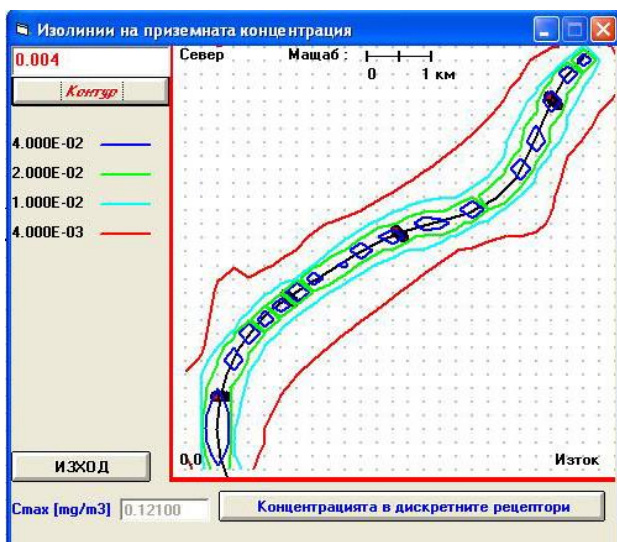 Изолинии на приземната концентрация
0.004
Контур
4.000E-02
2.000E-02
1.000E-02
4.000E-03
Север
Мащаб :
0 1 км
0,0
Изток
ИЗХОД
Cmax [mg/m3] 0.12100
Концентрацията в дискретните рецептори